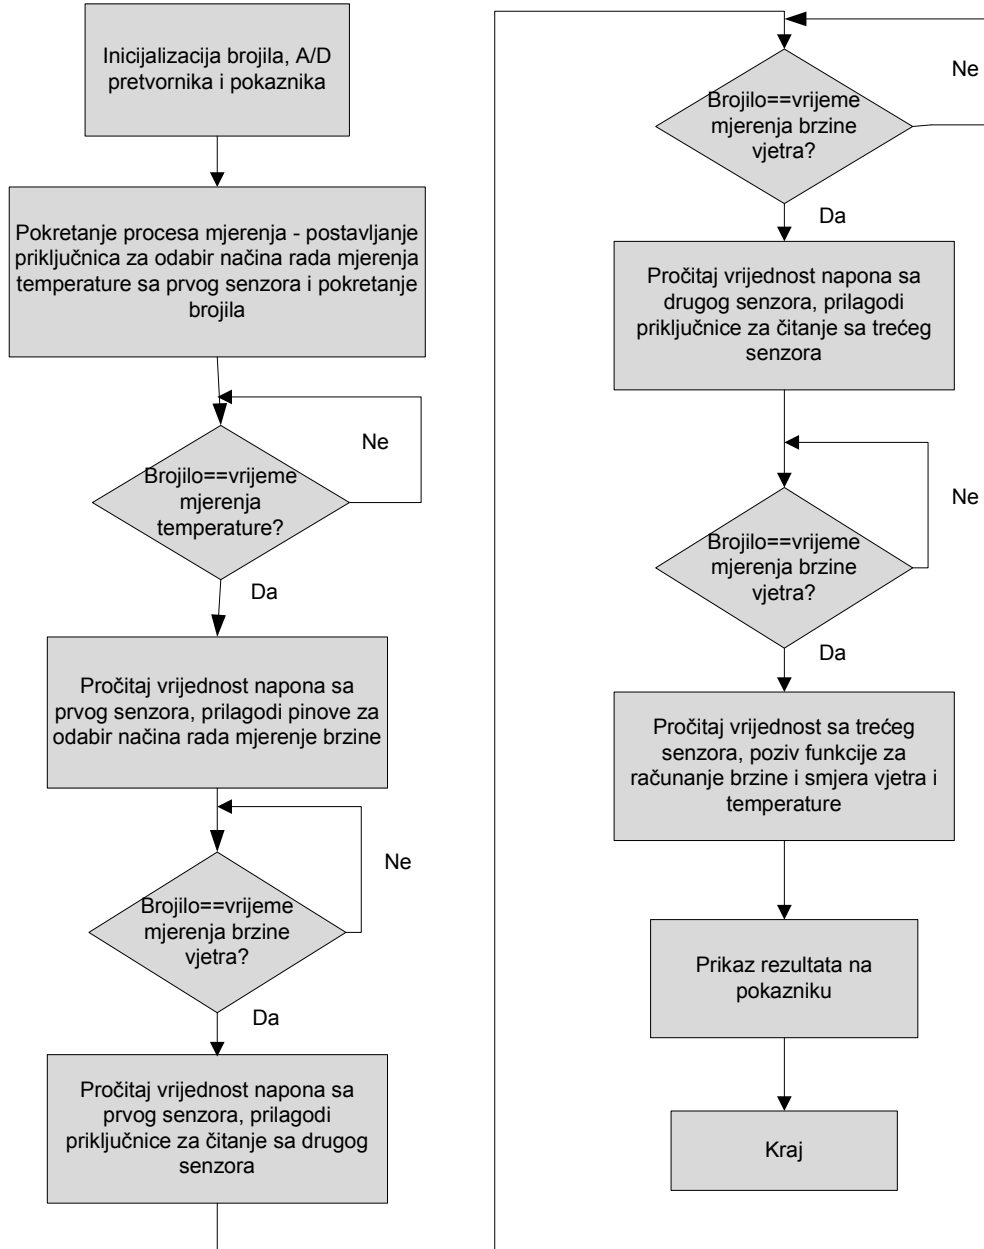 Inicijalizacija brojila, A/D
pretvornika i pokaznika
Pokretanje procesa mjerenja - postavljanje
priključnica za odabir načina rada mjerenja
temperature sa prvog senzora i pokretanje
brojila
Ne
Brojilo==vrijeme
mjerenja
temperature?
Da
Pročitaj vrijednost napona sa
prvog senzora, prilagodi pinove za
odabir načina rada mjerenje brzine
Ne
Brojilo==vrijeme
mjerenja brzine
vjetra?
Da
Pročitaj vrijednost napona sa
prvog senzora, prilagodi
priključnice za čitanje sa drugog
senzora
Ne
Brojilo==vrijeme
mjerenja brzine
vjetra?
Da
Pročitaj vrijednost napona sa
drugog senzora, prilagodi
priključnice za čitanje sa trećeg
senzora
Ne
Brojilo==vrijeme
mjerenja brzine
vjetra?
Da
Pročitaj vrijednost sa trećeg
senzora, poziv funkcije za
računanje brzine i smjera vjetra i
temperature
Prikaz rezultata na
pokazniku
Kraj